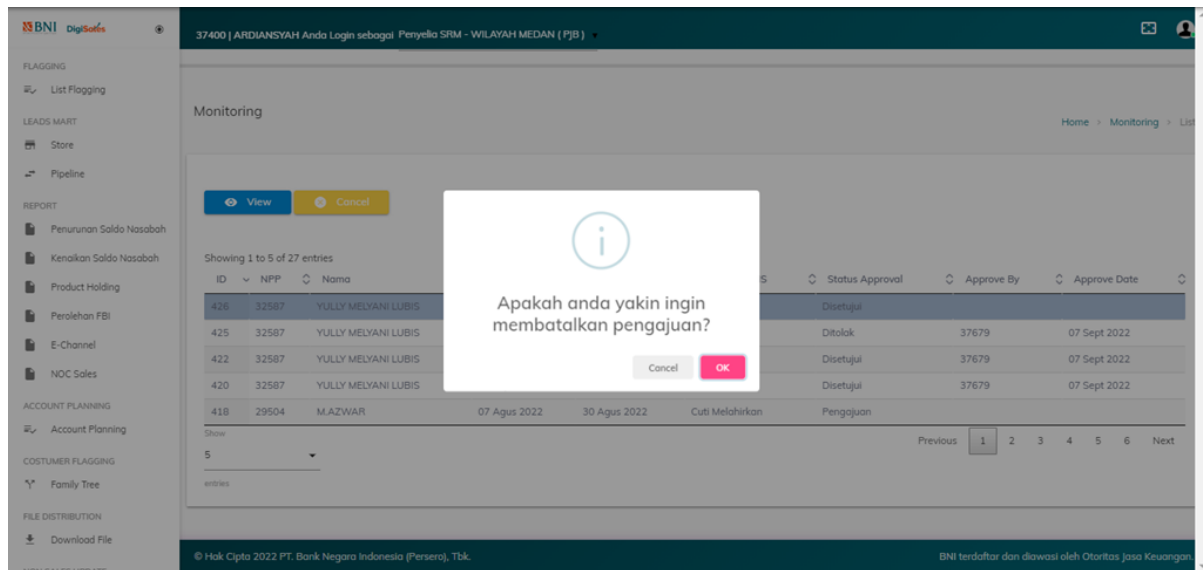 BNI DigiSales
37400 | ARDIANSYAH Anda Login sebagai Penyelia SRM - WILAYAH MEDAN ( PJB )
FLAGGING
List Flagging
LEADS MART
Store
Pipeline
REPORT
Penurunan Saldo Nasabah
Kenaikan Saldo Nasabah
Product Holding
Perolehan FBI
E-Channel
NOC Sales
ACCOUNT PLANNING
Account Planning
COSTUMER FLAGGING
Family Tree
FILE DISTRIBUTION
Download File
Monitoring
Home > Monitoring > List
View Cancel
Showing 1 to 5 of 27 entries
ID NPP Nama S Status Approval Approve By Approve Date
426 32587 YULLY MELYANI LUBIS Disetujui
425 32587 YULLY MELYANI LUBIS Ditolak 37679 07 Sept 2022
422 32587 YULLY MELYANI LUBIS Disetujui 37679 07 Sept 2022
420 32587 YULLY MELYANI LUBIS Disetujui 37679 07 Sept 2022
418 29504 M.AZWAR 07 Agus 2022 30 Agus 2022 Cuti Melahirkan Pengajuan
Show
5
entries
Previous 1 2 3 4 5 6 Next
Apakah anda yakin ingin
membatalkan pengajuan?
Cancel OK
© Hak Cipta 2022 PT. Bank Negara Indonesia (Persero), Tbk.
BNI terdaftar dan diawasi oleh Otoritas Jasa Keuangan.